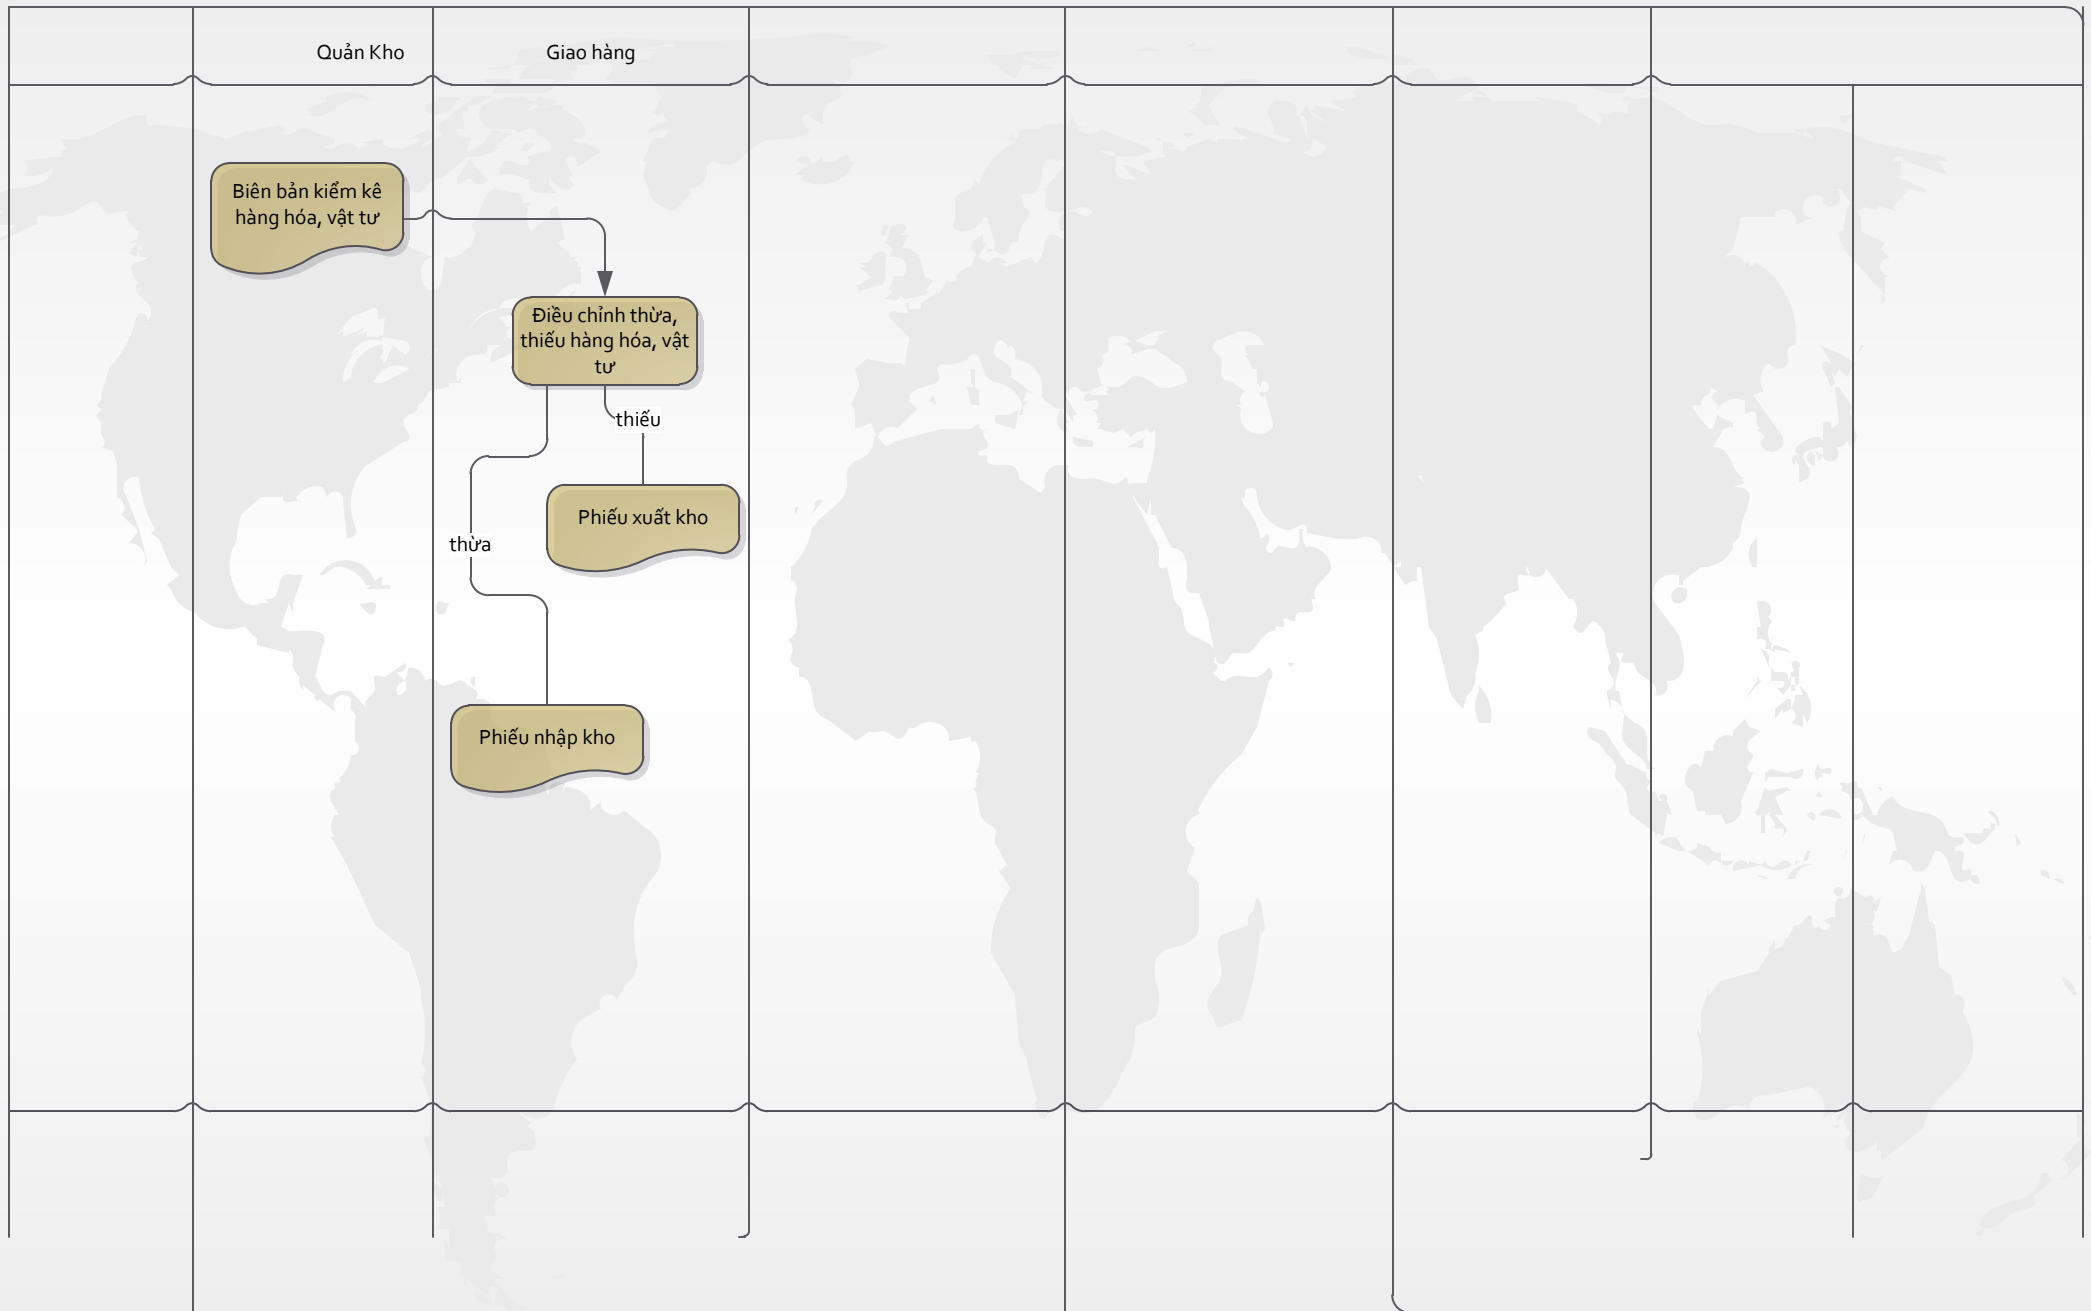 Quản Kho
Giao hàng
Biên bản kiểm kê
hàng hóa, vật tư
Điều chỉnh thừa,
thiếu hàng hóa, vật
tư
thiếu
Phiếu xuất kho
thừa
Phiếu nhập kho